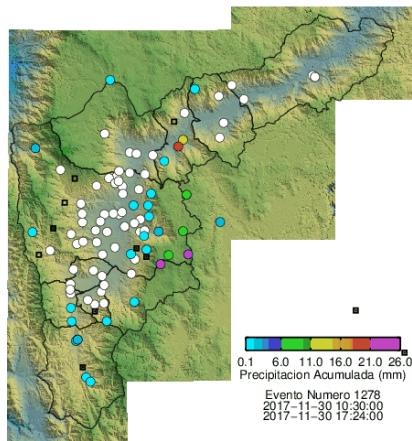 0.1 6.0 11.0 16.0 21.0 26.0
Precipitacion Acumulada (mm)
Evento Numero 1278
2017−11−30 10:30:00
2017−11−30 17:24:00